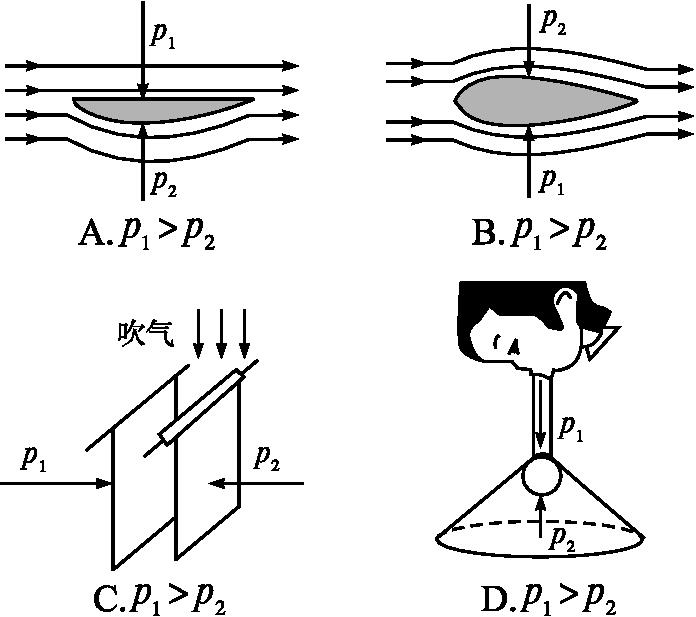 p₁ p₂
p₂ p₁
A. p₁ > p₂ B. p₁ > p₂
吹气
p₁ p₂ p₁
p₂
C. p₁ > p₂ D. p₁ > p₂